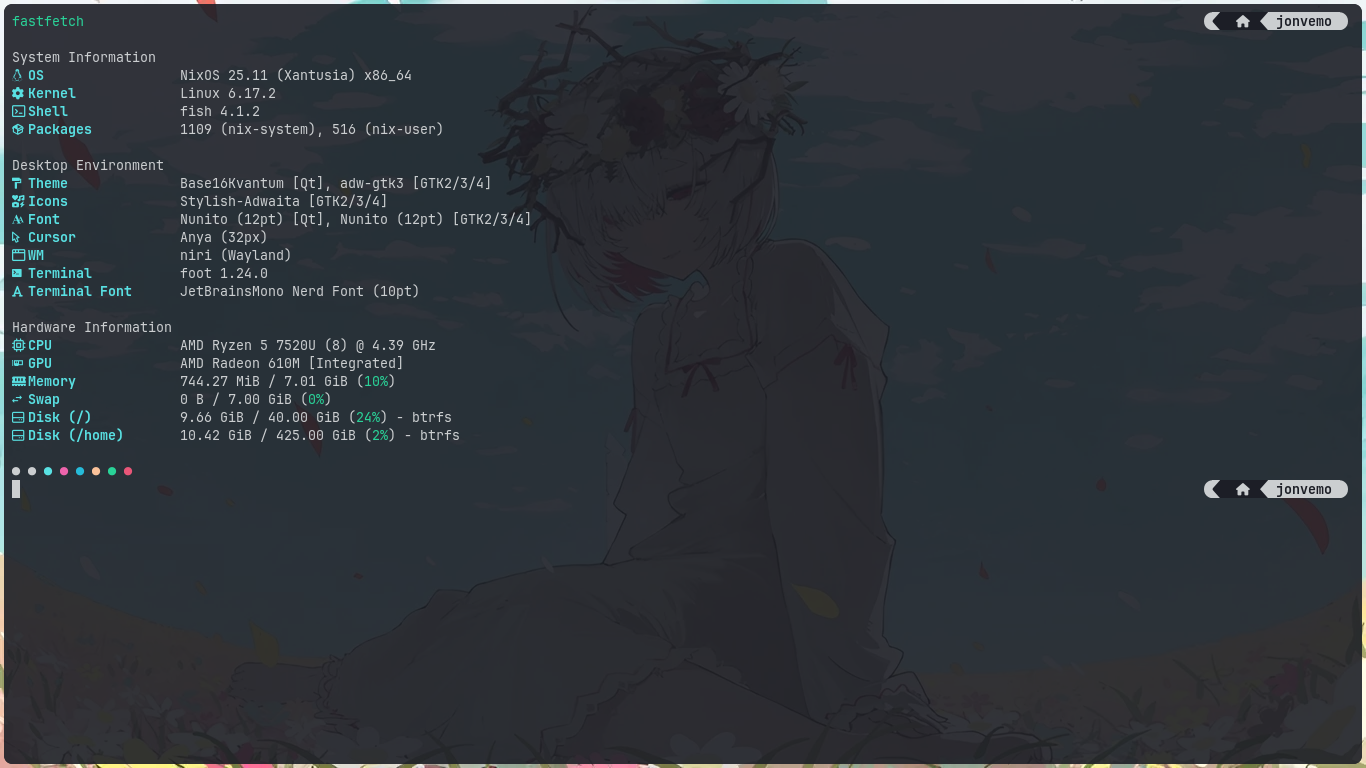 fastfetch jonvemo
System Information
OS NixOS 25.11 (Xantusia) x86_64
Kernel Linux 6.17.2
Shell fish 4.1.2
Packages 1109 (nix-system), 516 (nix-user)
Desktop Environment
Theme Base16Kvantum [Qt], adw-gtk3 [GTK2/3/4]
Icons Stylish-Adwaita [GTK2/3/4]
Font Nunito (12pt) [Qt], Nunito (12pt) [GTK2/3/4]
Cursor Anya (32px)
WM niri (Wayland)
Terminal foot 1.24.0
Terminal Font JetBrainsMono Nerd Font (10pt)
Hardware Information
CPU AMD Ryzen 5 7520U (8) @ 4.39 GHz
GPU AMD Radeon 610M [Integrated]
Memory 744.27 MiB / 7.01 GiB (10%)
Swap 0 B / 7.00 GiB (0%)
Disk (/) 9.66 GiB / 40.00 GiB (24%) - btrfs
Disk (/home) 10.42 GiB / 425.00 GiB (2%) - btrfs
jonvemo